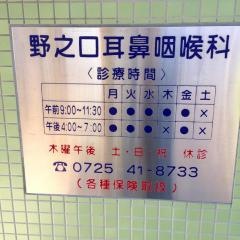 野之口耳鼻咽喉科
〈診療時間〉
月 火 水 木 金 土
午前9:00~11:30 ● ● ● ● ● ×
午後4:00~7:00 ● ● ● × ● ×
木曜午後 土・日・祝 休診
☎0725 41-8733
(各種保険取扱)